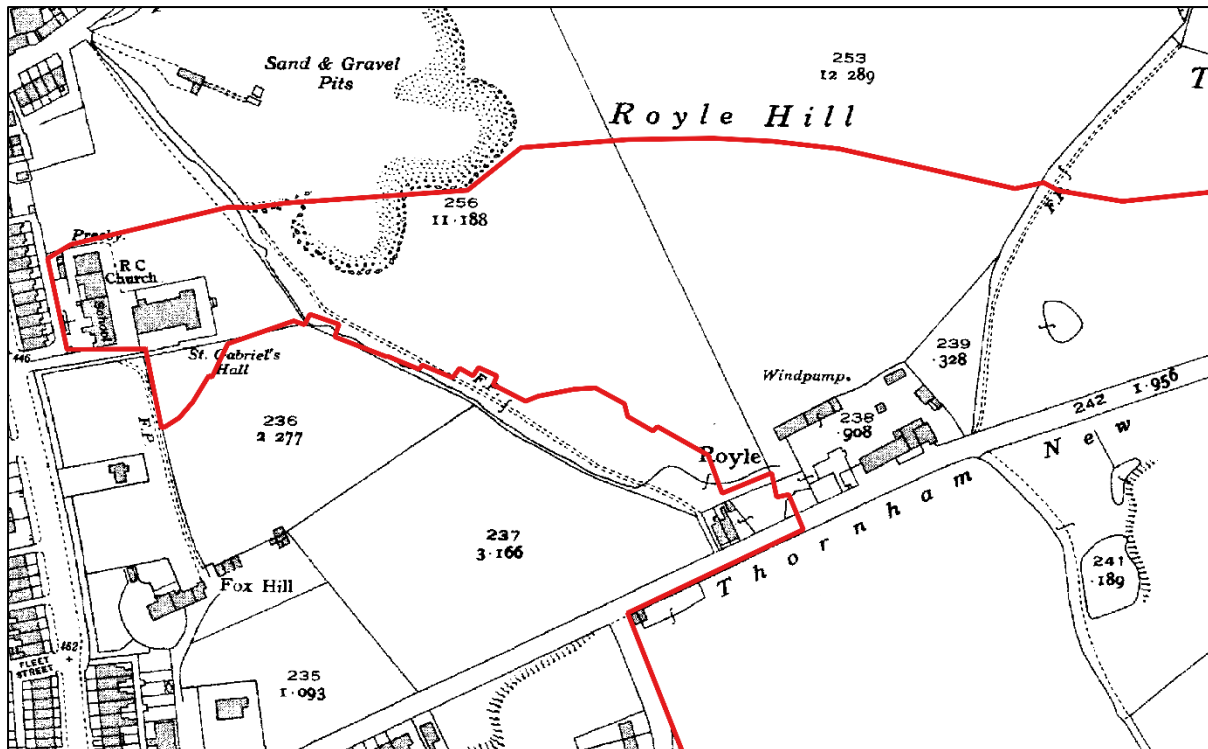 Sand & Gravel
Pits
253
12 289
T
Royle Hill
256
11·188
F.P.
Presby.
R C
Church
School
446
St. Gabriel's
Hall
F.P.
236
2 277
F.P.
Windpump.
239
·328
238
·908
242
1·956
Royle
Thornham New
237
3·166
Fox Hill
241
·189
462
FLEET
STREET
235
1·093